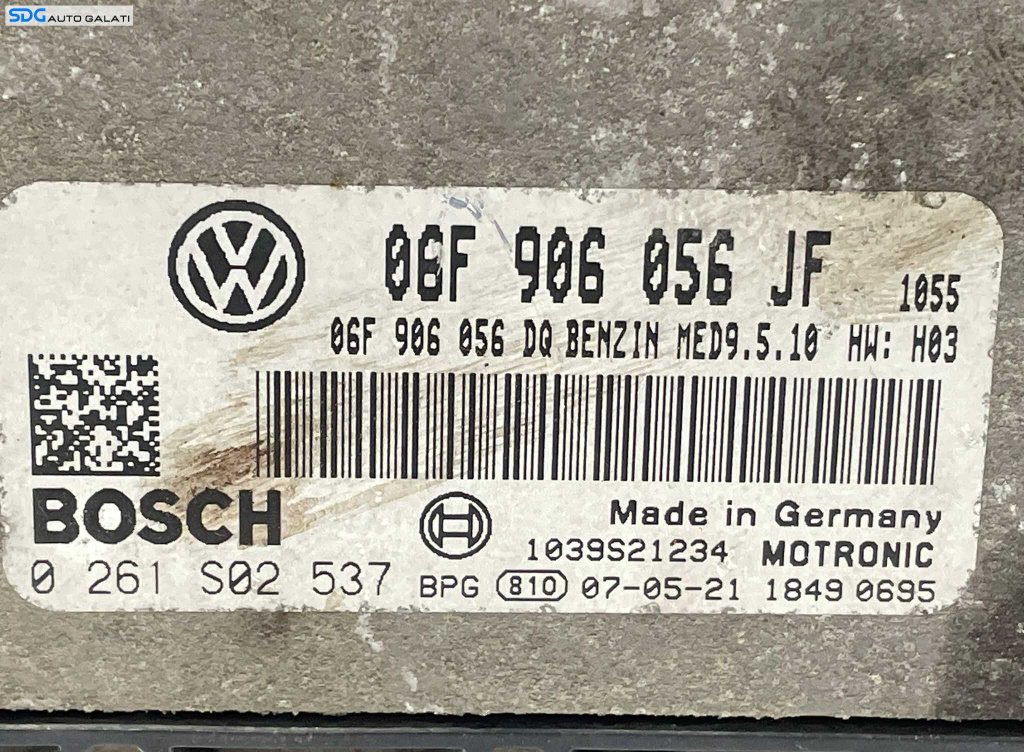 SDG AUTO GALATI
06F 906 056 JF 1055
06F 906 056 DQ BENZIN MED9.5.10 HW: H03
BOSCH
Made in Germany
1039S21234 MOTRONIC
0 261 S02 537 BPG 810 07-05-21 1849 0695